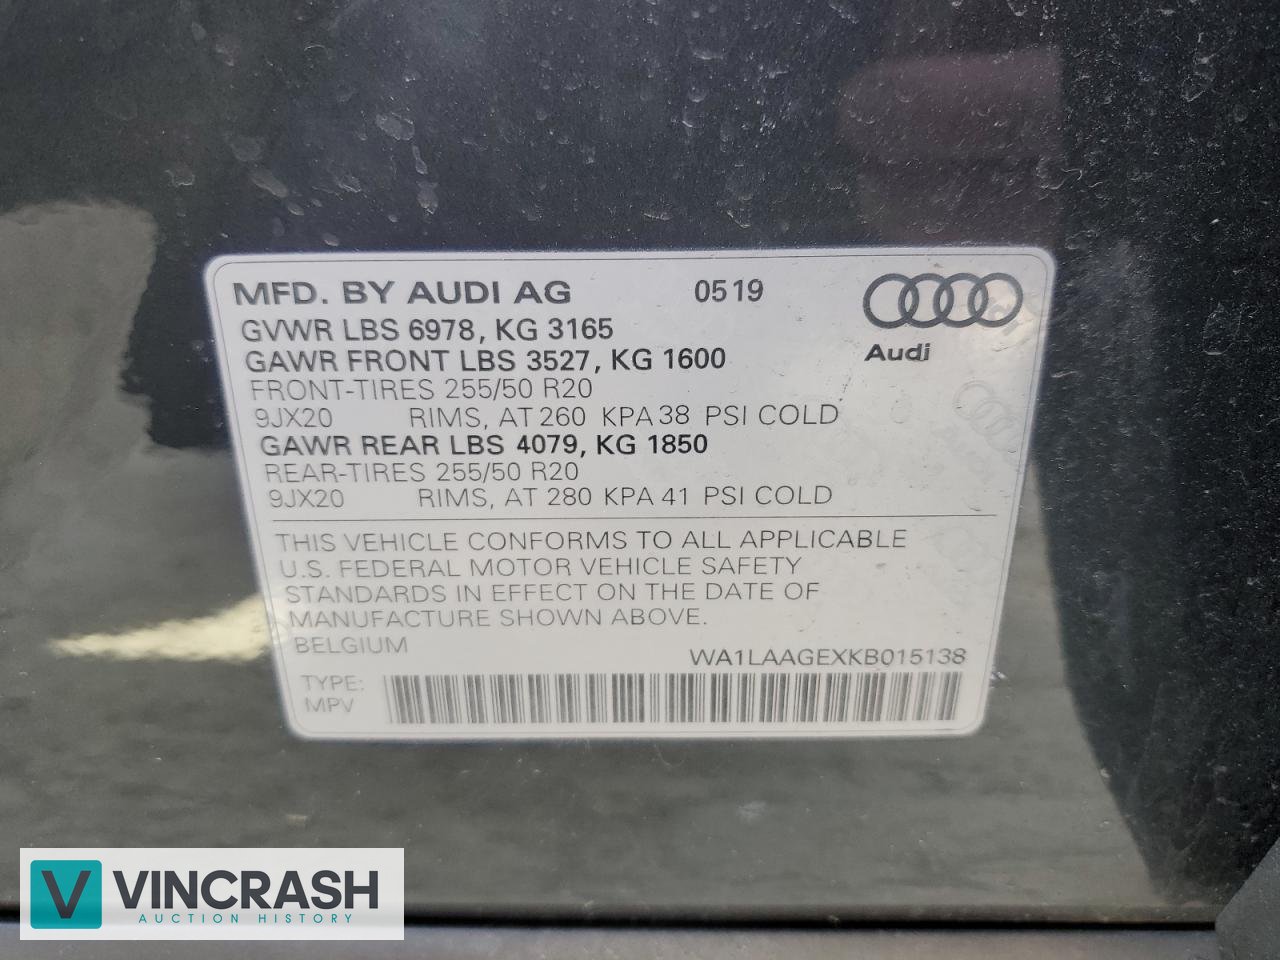 MFD. BY AUDI AG 0519
GVWR LBS 6978, KG 3165
GAWR FRONT LBS 3527, KG 1600
Audi
FRONT-TIRES 255/50 R20
9JX20 RIMS, AT 260 KPA 38 PSI COLD
GAWR REAR LBS 4079, KG 1850
REAR-TIRES 255/50 R20
9JX20 RIMS, AT 280 KPA 41 PSI COLD
THIS VEHICLE CONFORMS TO ALL APPLICABLE
U.S. FEDERAL MOTOR VEHICLE SAFETY
STANDARDS IN EFFECT ON THE DATE OF
MANUFACTURE SHOWN ABOVE.
BELGIUM
WA1LAAGEXKB015138
TYPE:
MPV
V VINCRASH
AUCTION HISTORY